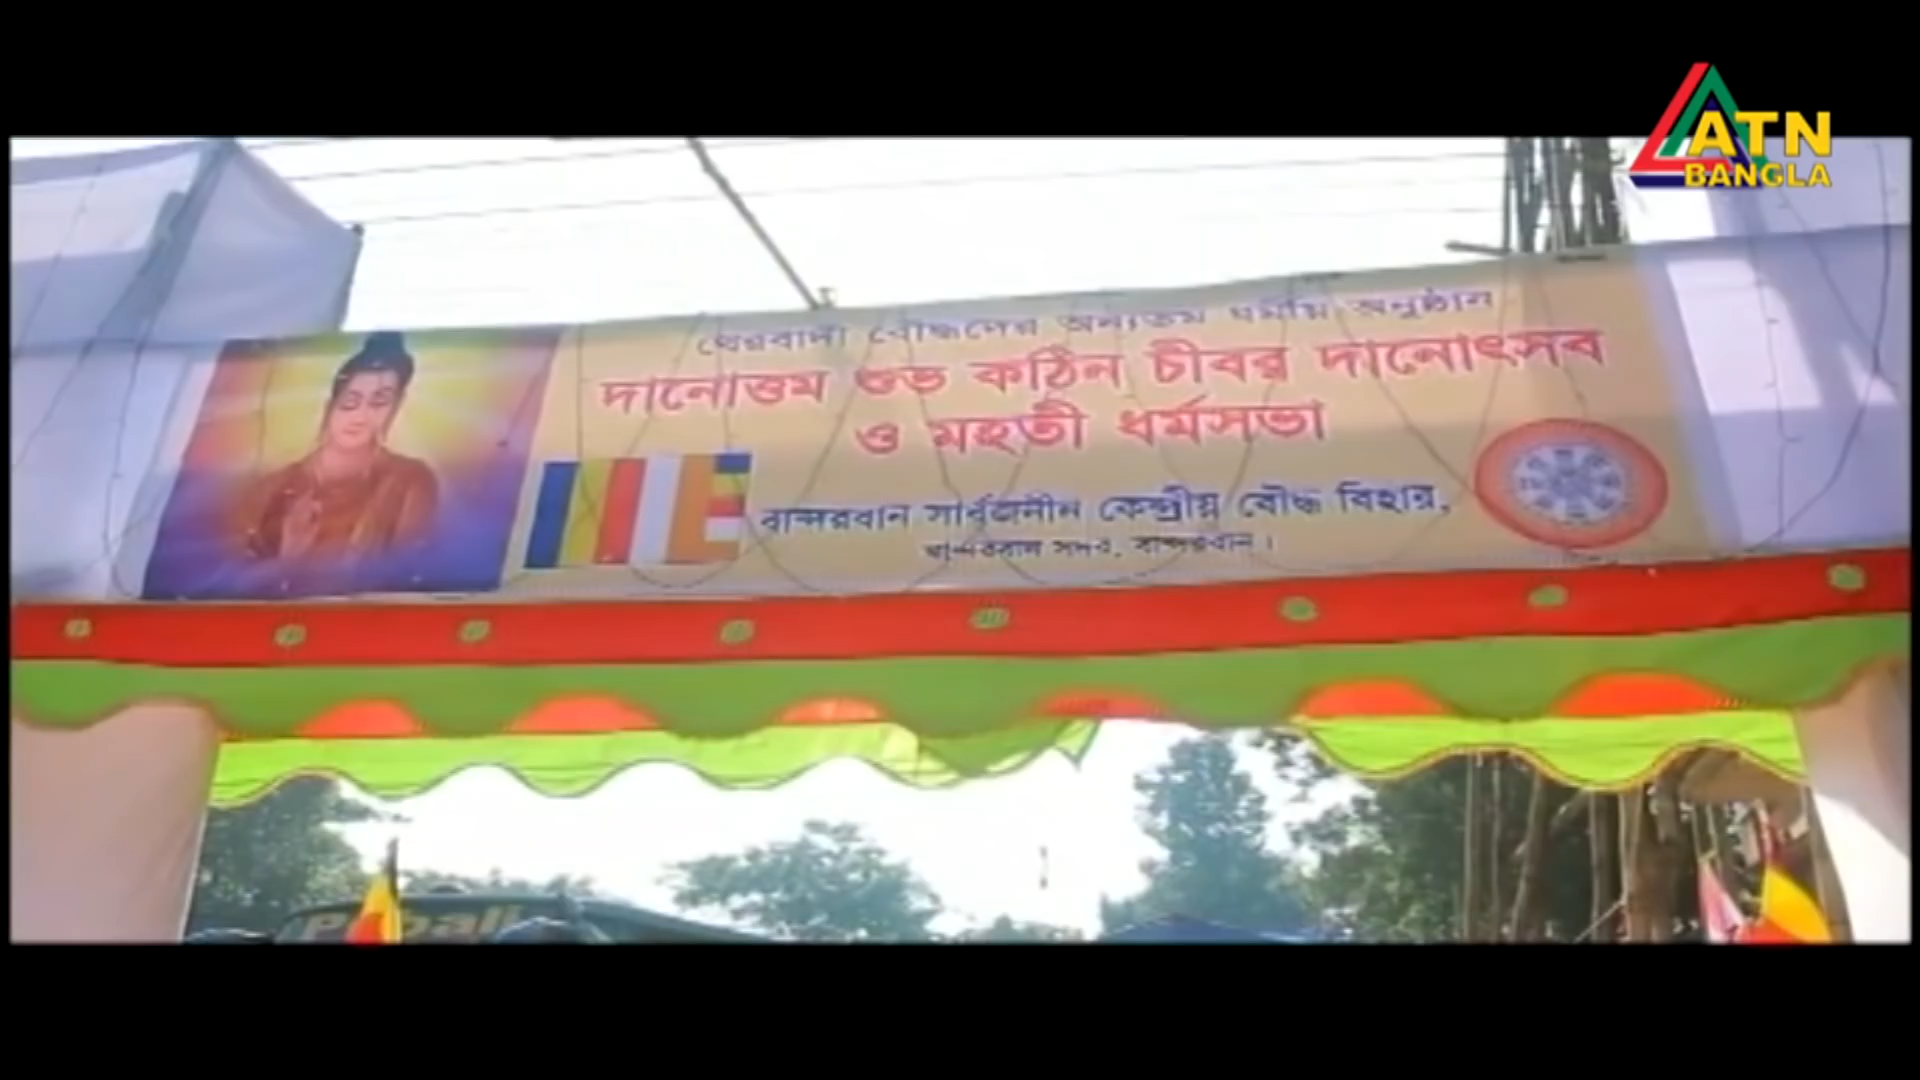 ATN
BANGLA
থেরবাদী বৌদ্ধদের অন্যতম ধর্মীয় অনুষ্ঠান
দানোত্তম শুভ কঠিন চীবর দানোৎসব
ও মহতী ধর্মসভা
বান্দরবান সার্বজনীন কেন্দ্রীয় বৌদ্ধ বিহার,
বান্দরবান সদর, বান্দরবান।